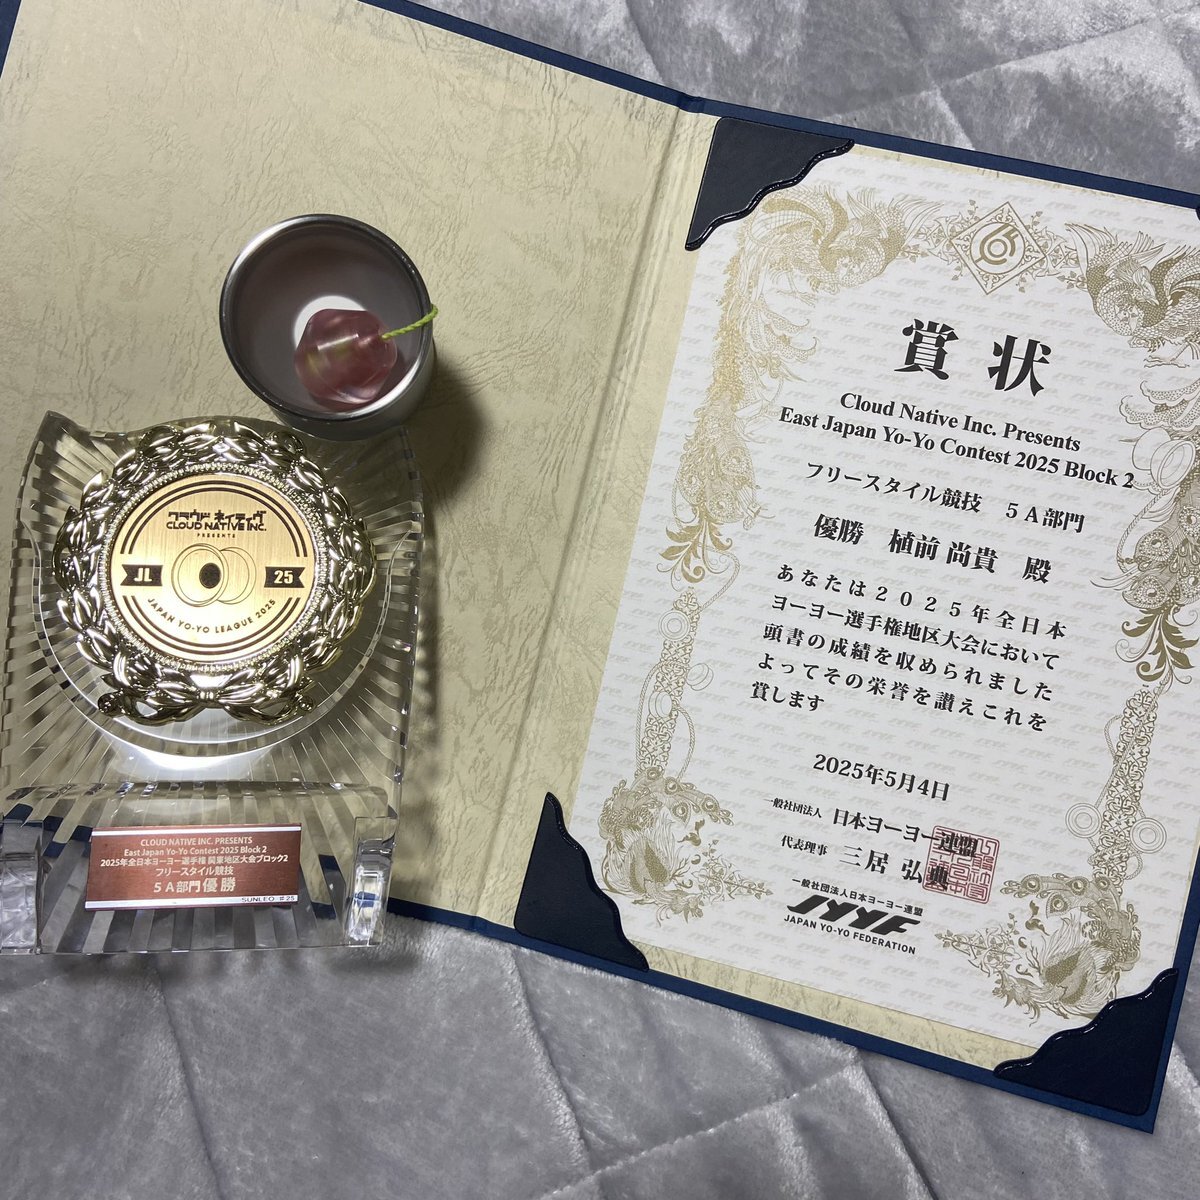 クラウド ネイティヴ
CLOUD NATIVE INC.
PRESENTS
JL
25
JAPAN YO-YO LEAGUE 2025
CLOUD NATIVE INC. PRESENTS
East Japan Yo-Yo Contest 2025 Block 2
2025年全日本ヨーヨー選手権 関東地区大会ブロック2
フリースタイル競技
５Ａ部門優勝
SUNLEO #25
賞状
Cloud Native Inc. Presents
East Japan Yo-Yo Contest 2025 Block 2
フリースタイル競技　５Ａ部門
優勝　植前 尚貴　殿
あなたは２０２５年全日本
ヨーヨー選手権地区大会において
頭書の成績を収められました
よってその栄誉を讃えこれを
賞します
2025年5月4日
一般社団法人 日本ヨーヨー連盟
代表理事 三居 弘典
一般社団法人日本ヨーヨー連盟
JYYF
JAPAN YO-YO FEDERATION